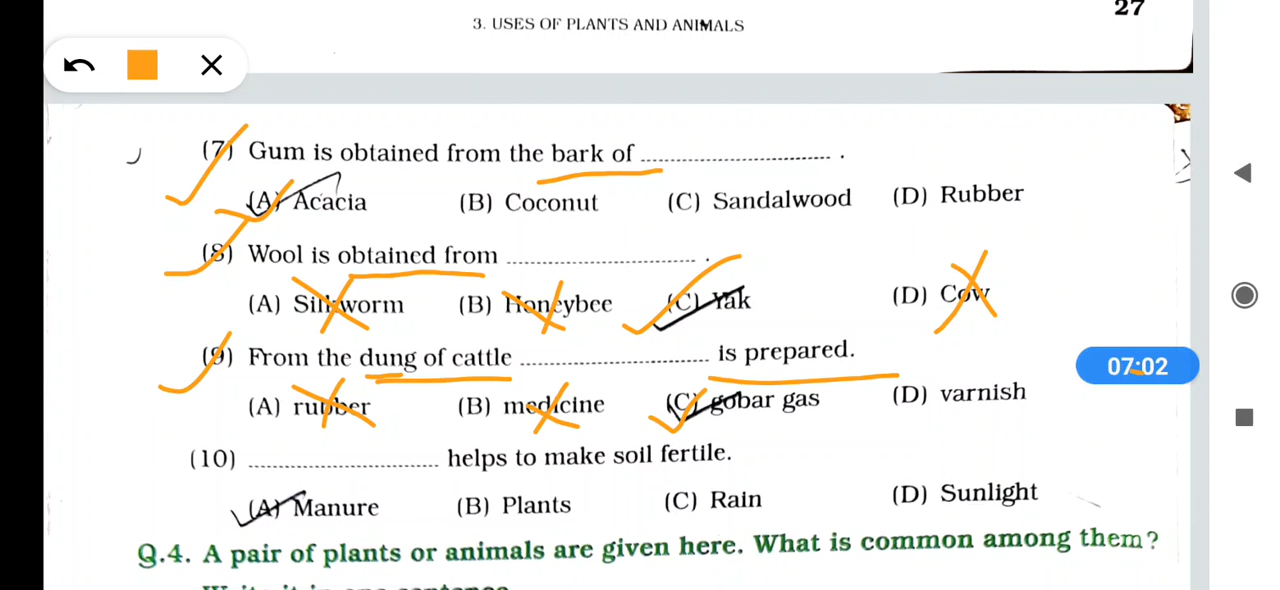 27
3. USES OF PLANTS AND ANIMALS
(7) Gum is obtained from the bark of .................... .
(A) Acacia (B) Coconut (C) Sandalwood (D) Rubber
(8) Wool is obtained from .................... .
(A) Silkworm (B) Honeybee (C) Yak (D) Cow
(9) From the dung of cattle .................... is prepared.
07:02
(A) rubber (B) medicine (C) gobar gas (D) varnish
(10) .................... helps to make soil fertile.
(A) Manure (B) Plants (C) Rain (D) Sunlight
Q.4. A pair of plants or animals are given here. What is common among them?